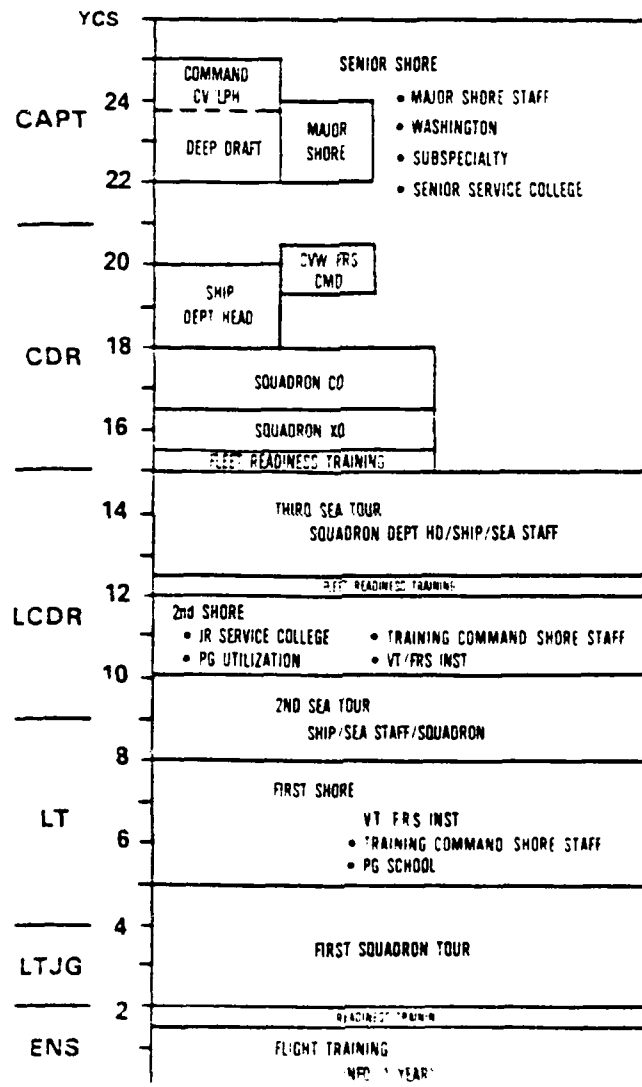 YCS
COMMAND
CV LPH
SENIOR SHORE
24
• MAJOR SHORE STAFF
CAPT
MAJOR
SHORE
• WASHINGTON
DEEP DRAFT
• SUBSPECIALTY
22
• SENIOR SERVICE COLLEGE
20
CVW FRS
CMD
SHIP
DEPT HEAD
18
CDR
SQUADRON CO
16
SQUADRON XO
FLEET READINESS TRAINING
14
THIRD SEA TOUR
SQUADRON DEPT HD/SHIP/SEA STAFF
FLEET READINESS TRAINING
12
LCDR
2nd SHORE
• JR SERVICE COLLEGE
• TRAINING COMMAND SHORE STAFF
• PG UTILIZATION
• VT/FRS INST
10
2ND SEA TOUR
SHIP/SEA STAFF/SQUADRON
8
FIRST SHORE
LT
VT FRS INST
6
• TRAINING COMMAND SHORE STAFF
• PG SCHOOL
4
FIRST SQUADRON TOUR
LTJG
2
READINESS
ENS
FLIGHT TRAINING
YEAR